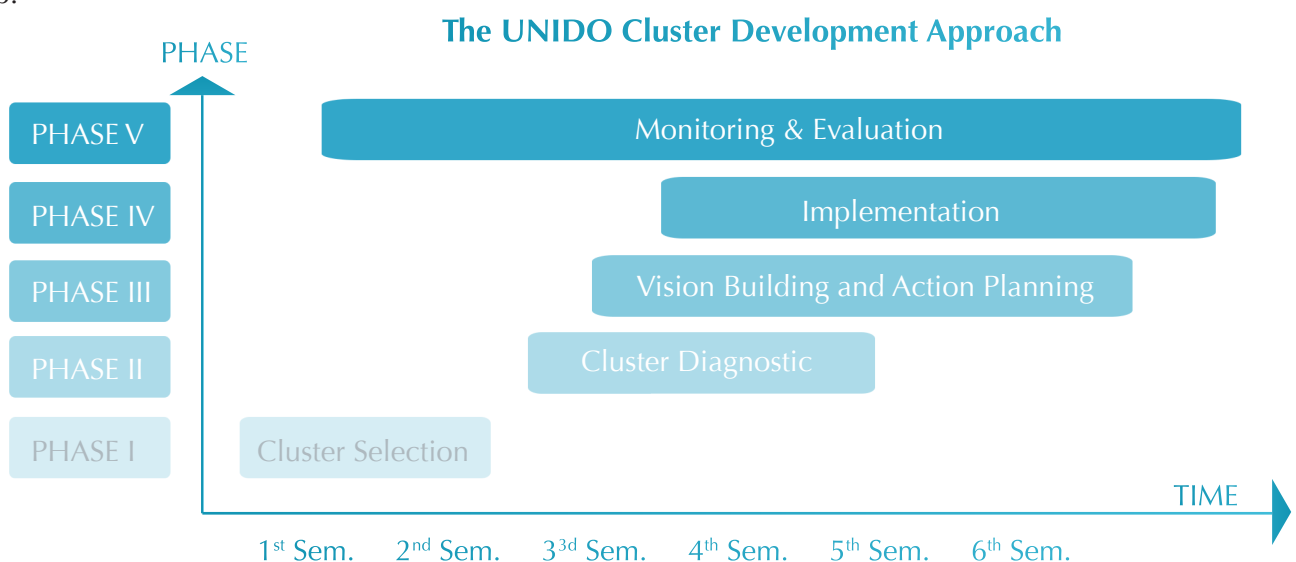 The UNIDO Cluster Development Approach
PHASE
PHASE V
Monitoring & Evaluation
PHASE IV
Implementation
PHASE III
Vision Building and Action Planning
PHASE II
Cluster Diagnostic
PHASE I
Cluster Selection
TIME
1st Sem. 2nd Sem. 33d Sem. 4th Sem. 5th Sem. 6th Sem.